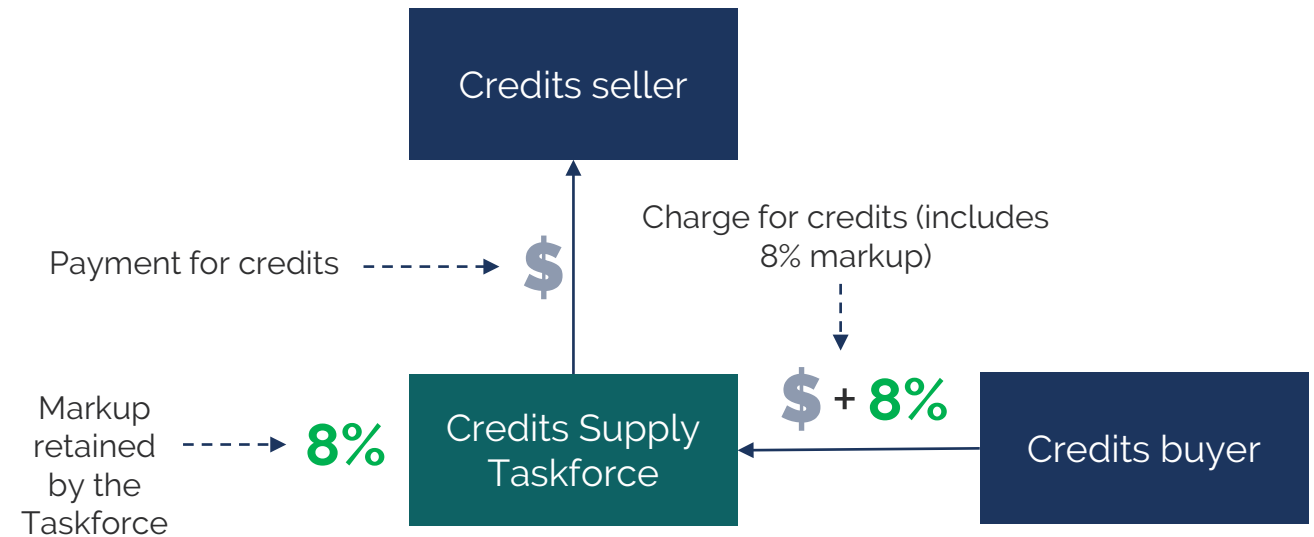 Credits seller
Charge for credits (includes
8% markup)
Payment for credits
$
$ + 8%
Markup
retained
by the
Taskforce
8%
Credits Supply
Taskforce
Credits buyer